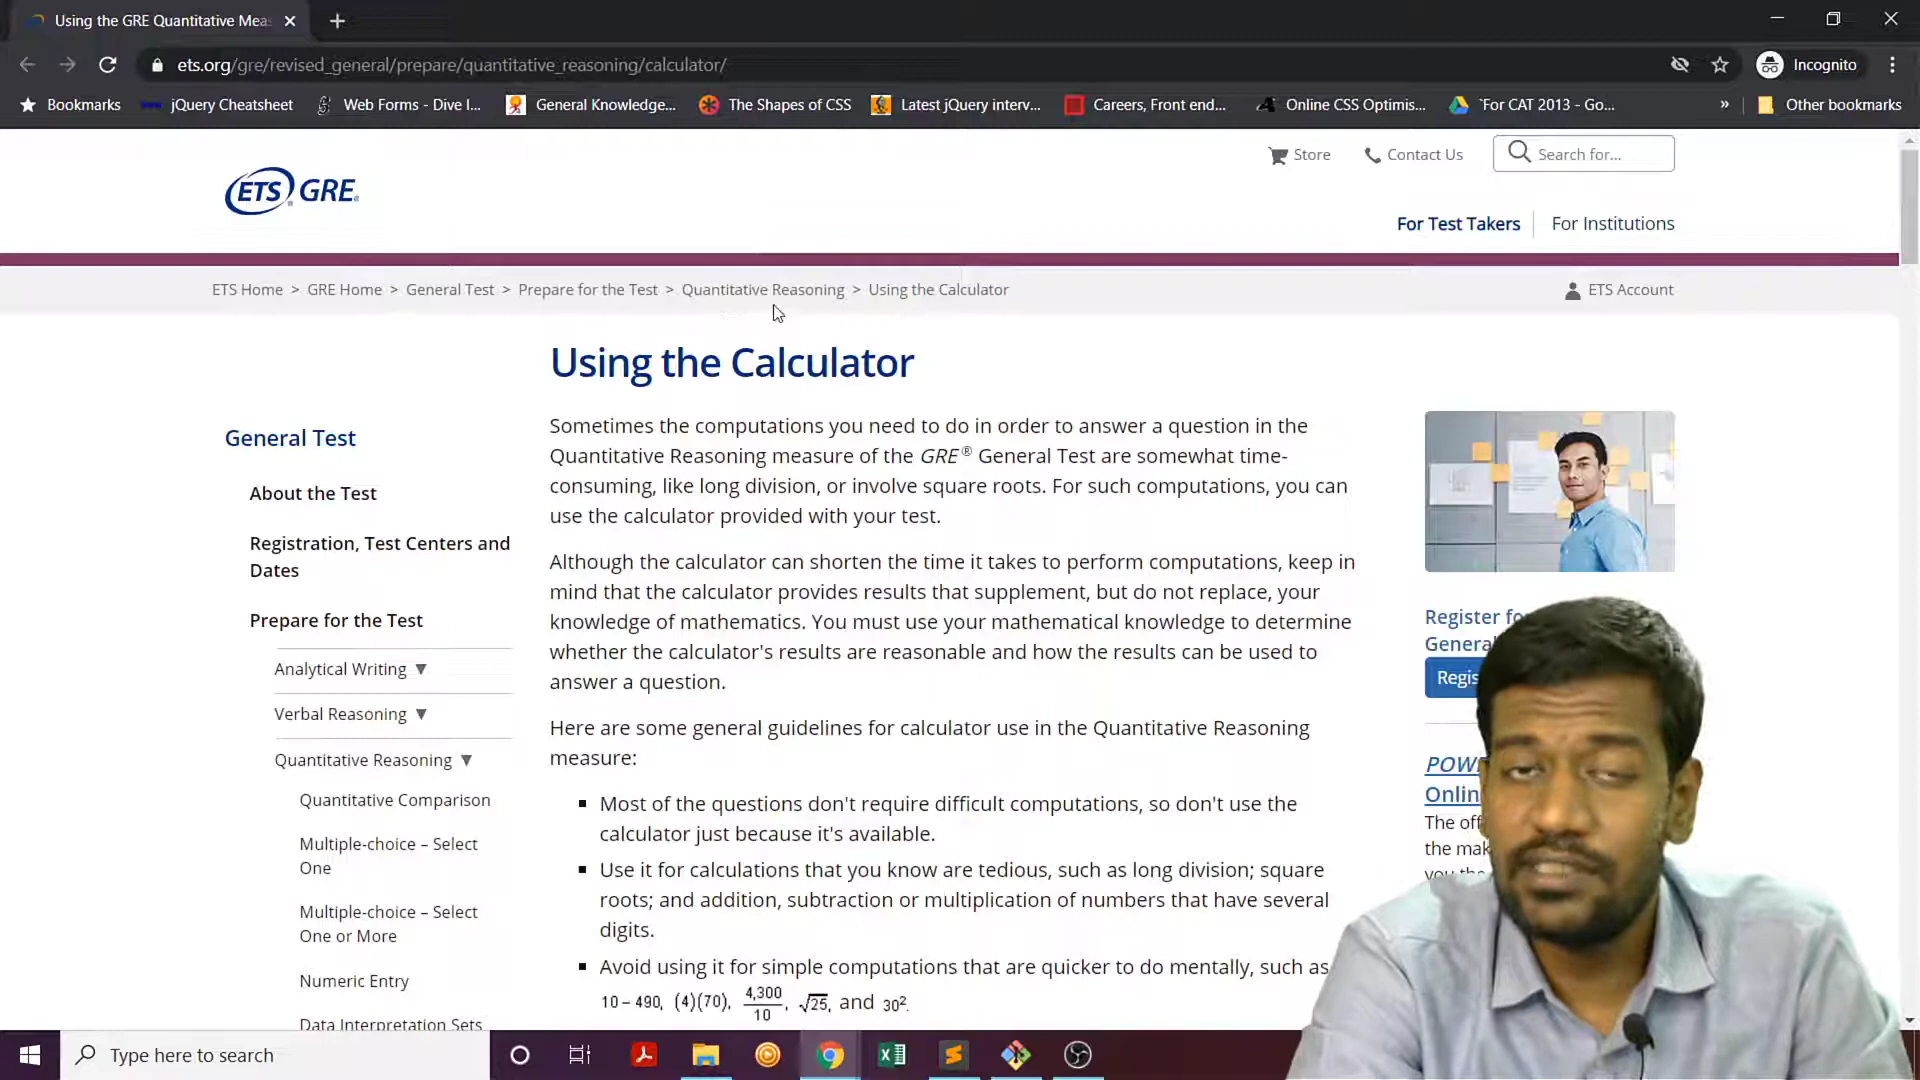 Using the GRE Quantitative Mea
ets.org/gre/revised_general/prepare/quantitative_reasoning/calculator/
Incognito
Bookmarks
jQuery Cheatsheet
Web Forms - Dive I...
General Knowledge...
The Shapes of CSS
Latest jQuery interv...
Careers, Front end...
Online CSS Optimis...
`For CAT 2013 - Go...
»
Other bookmarks
Store
Contact Us
Search for...
ETS GRE
For Test Takers
For Institutions
ETS Home > GRE Home > General Test > Prepare for the Test > Quantitative Reasoning > Using the Calculator
ETS Account
Using the Calculator
General Test
About the Test
Registration, Test Centers and
Dates
Prepare for the Test
Analytical Writing ▼
Verbal Reasoning ▼
Quantitative Reasoning ▼
Quantitative Comparison
Multiple-choice – Select
One
Multiple-choice – Select
One or More
Numeric Entry
Data Interpretation Sets
Sometimes the computations you need to do in order to answer a question in the
Quantitative Reasoning measure of the GRE® General Test are somewhat time-
consuming, like long division, or involve square roots. For such computations, you can
use the calculator provided with your test.
Although the calculator can shorten the time it takes to perform computations, keep in
mind that the calculator provides results that supplement, but do not replace, your
knowledge of mathematics. You must use your mathematical knowledge to determine
whether the calculator's results are reasonable and how the results can be used to
answer a question.
Here are some general guidelines for calculator use in the Quantitative Reasoning
measure:
▪ Most of the questions don't require difficult computations, so don't use the
calculator just because it's available.
▪ Use it for calculations that you know are tedious, such as long division; square
roots; and addition, subtraction or multiplication of numbers that have several
digits.
▪ Avoid using it for simple computations that are quicker to do mentally, such as
10 – 490, (4)(70), 4,300/10, √25, and 30².
Register fo
Genera
Regis
POW
Onlin
The off
the mak
you the
Type here to search